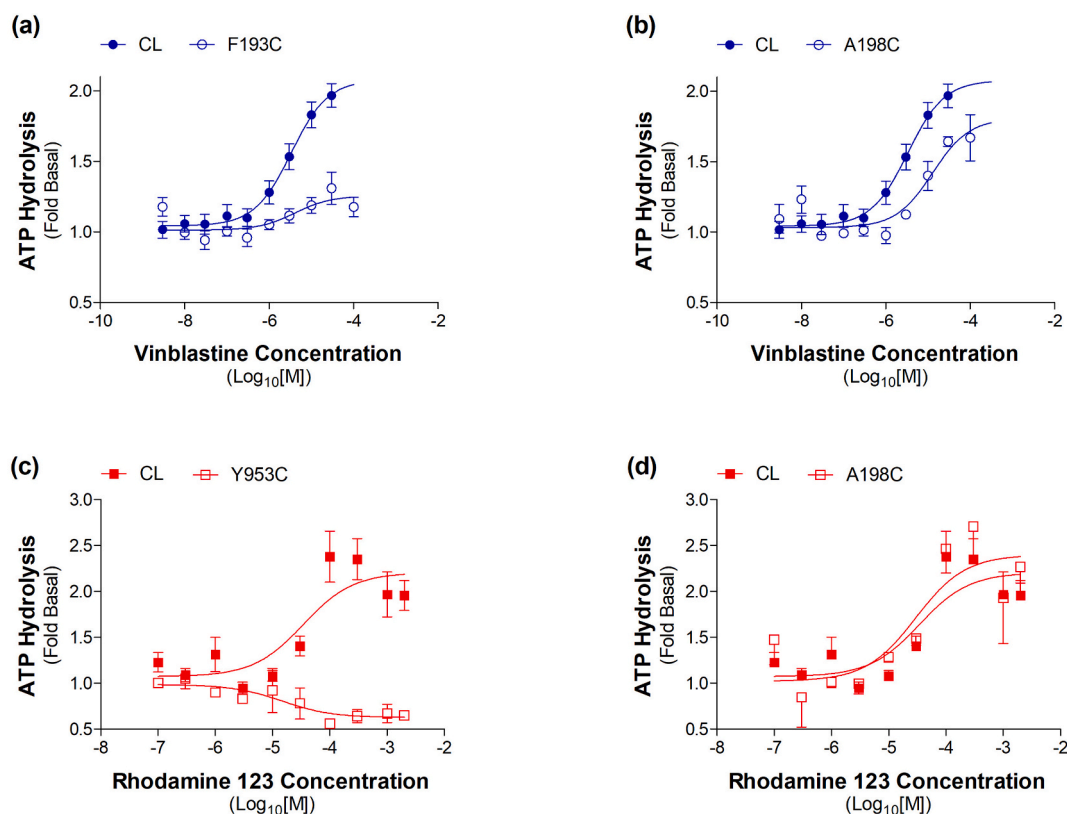 (a)
CL F193C
2.0
1.5
1.0
0.5
ATP Hydrolysis
(Fold Basal)
-10 -8 -6 -4 -2
Vinblastine Concentration
(Log₁₀[M])
(b)
CL A198C
2.0
1.5
1.0
0.5
ATP Hydrolysis
(Fold Basal)
-10 -8 -6 -4 -2
Vinblastine Concentration
(Log₁₀[M])
(c)
CL Y953C
3.0
2.5
2.0
1.5
1.0
0.5
ATP Hydrolysis
(Fold Basal)
-8 -7 -6 -5 -4 -3 -2
Rhodamine 123 Concentration
(Log₁₀[M])
(d)
CL A198C
3.0
2.5
2.0
1.5
1.0
0.5
ATP Hydrolysis
(Fold Basal)
-8 -7 -6 -5 -4 -3 -2
Rhodamine 123 Concentration
(Log₁₀[M])